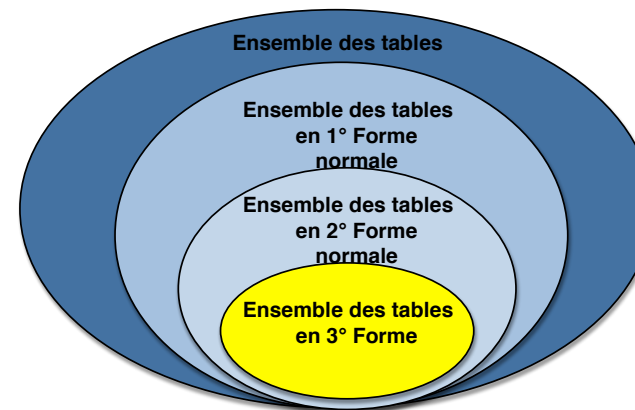 Ensemble des tables
Ensemble des tables
en 1° Forme
normale
Ensemble des tables
en 2° Forme
normale
Ensemble des tables
en 3° Forme